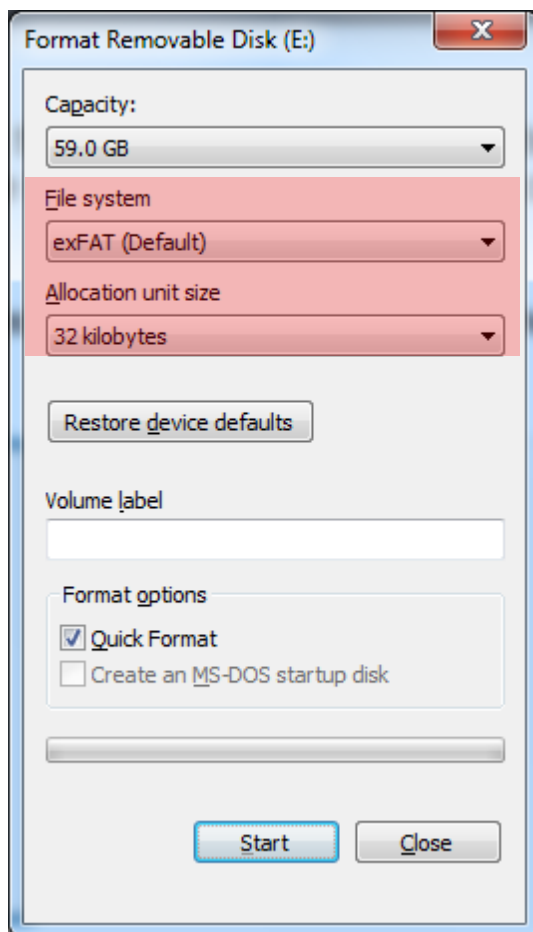 Format Removable Disk (E:)
Capacity:
59.0 GB
File system
exFAT (Default)
Allocation unit size
32 kilobytes
Restore device defaults
Volume label
Format options
Quick Format
Create an MS-DOS startup disk
Start Close